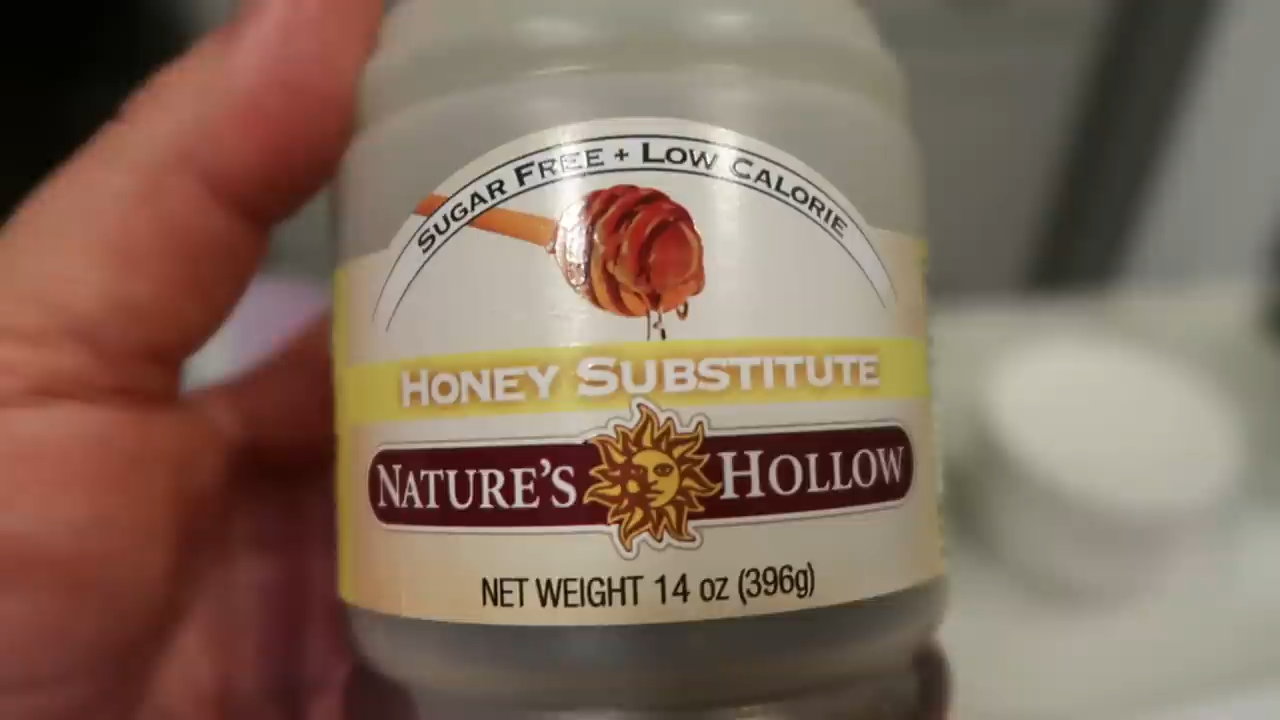 SUGAR FREE + LOW CALORIE
HONEY SUBSTITUTE
NATURE'S HOLLOW
NET WEIGHT 14 oz (396g)